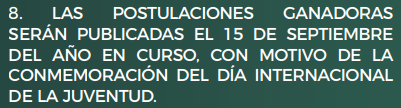 8. LAS POSTULACIONES GANADORAS
SERÁN PUBLICADAS EL 15 DE SEPTIEMBRE
DEL AÑO EN CURSO, CON MOTIVO DE LA
CONMEMORACIÓN DEL DÍA INTERNACIONAL
DE LA JUVENTUD.